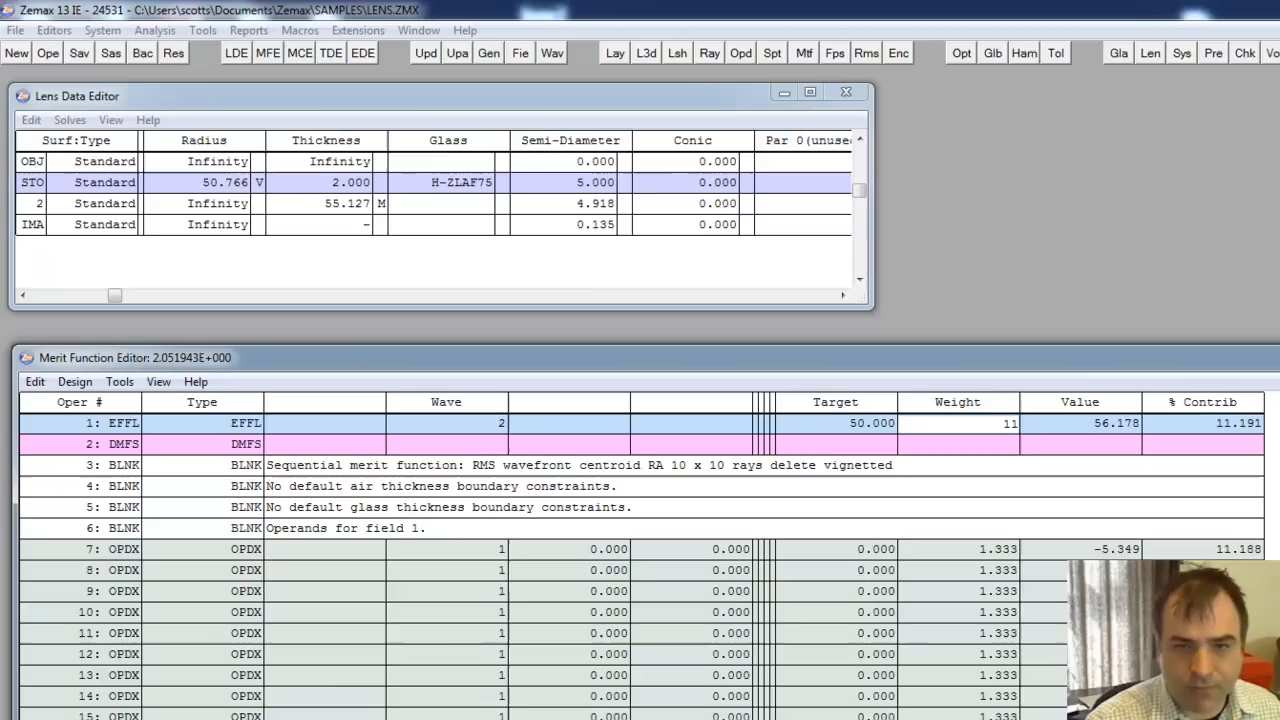 Zemax 13 IE - 24531 - C:\Users\scotts\Documents\Zemax\SAMPLES\LENS.ZMX
File Editors System Analysis Tools Reports Macros Extensions Window Help
New Ope Sav Sas Bac Res LDE MFE MCE TDE EDE Upd Upa Gen Fie Wav Lay L3d Lsh Ray Opd Spt Mtf Fps Rms Enc Opt Glb Ham Tol Gla Len Sys Pre Chk
Lens Data Editor
Edit Solves View Help
Surf:Type Radius Thickness Glass Semi-Diameter Conic Par 0(unuse
OBJ Standard Infinity Infinity 0.000 0.000
STO Standard 50.766 V 2.000 H-ZLAF75 5.000 0.000
2 Standard Infinity 55.127 M 4.918 0.000
IMA Standard Infinity - 0.135 0.000
Merit Function Editor: 2.051943E+000
Edit Design Tools View Help
Oper # Type Wave Target Weight Value % Contrib
1: EFFL EFFL 2 50.000 11 56.178 11.191
2: DMFS DMFS
3: BLNK BLNK Sequential merit function: RMS wavefront centroid RA 10 x 10 rays delete vignetted
4: BLNK BLNK No default air thickness boundary constraints.
5: BLNK BLNK No default glass thickness boundary constraints.
6: BLNK BLNK Operands for field 1.
7: OPDX OPDX 1 0.000 0.000 0.000 1.333 -5.349 11.188
8: OPDX OPDX 1 0.000 0.000 0.000 1.333
9: OPDX OPDX 1 0.000 0.000 0.000 1.333
10: OPDX OPDX 1 0.000 0.000 0.000 1.333
11: OPDX OPDX 1 0.000 0.000 0.000 1.333
12: OPDX OPDX 1 0.000 0.000 0.000 1.333
13: OPDX OPDX 1 0.000 0.000 0.000 1.333
14: OPDX OPDX 1 0.000 0.000 0.000 1.333
15: OPDX OPDX 1 0.000 0.000 0.000 1.333